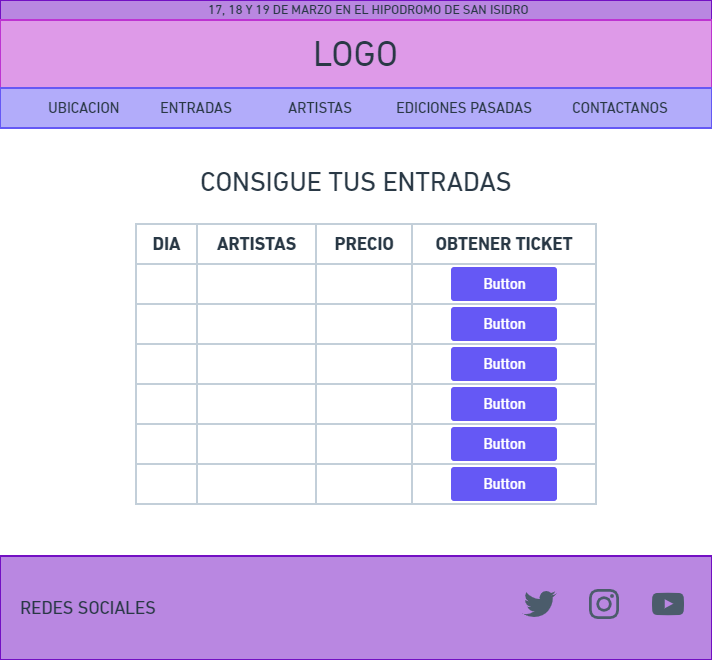 17, 18 Y 19 DE MARZO EN EL HIPODROMO DE SAN ISIDRO
LOGO
UBICACION ENTRADAS ARTISTAS EDICIONES PASADAS CONTACTANOS
CONSIGUE TUS ENTRADAS
DIA ARTISTAS PRECIO OBTENER TICKET
Button
Button
Button
Button
Button
Button
REDES SOCIALES